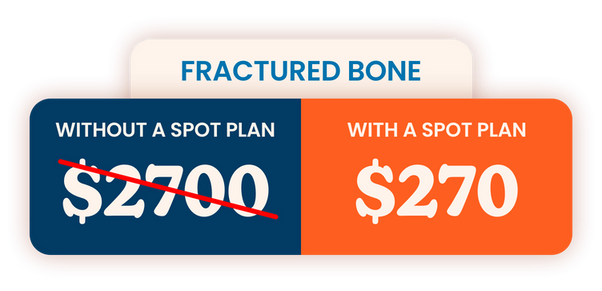 FRACTURED BONE
WITHOUT A SPOT PLAN
$2700
WITH A SPOT PLAN
$270